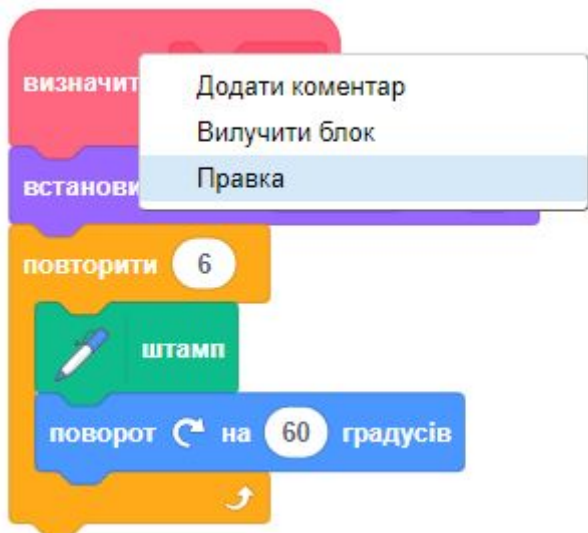 визначит
Додати коментар
Вилучити блок
Правка
встанови
повторити 6
штамп
поворот на 60 градусів